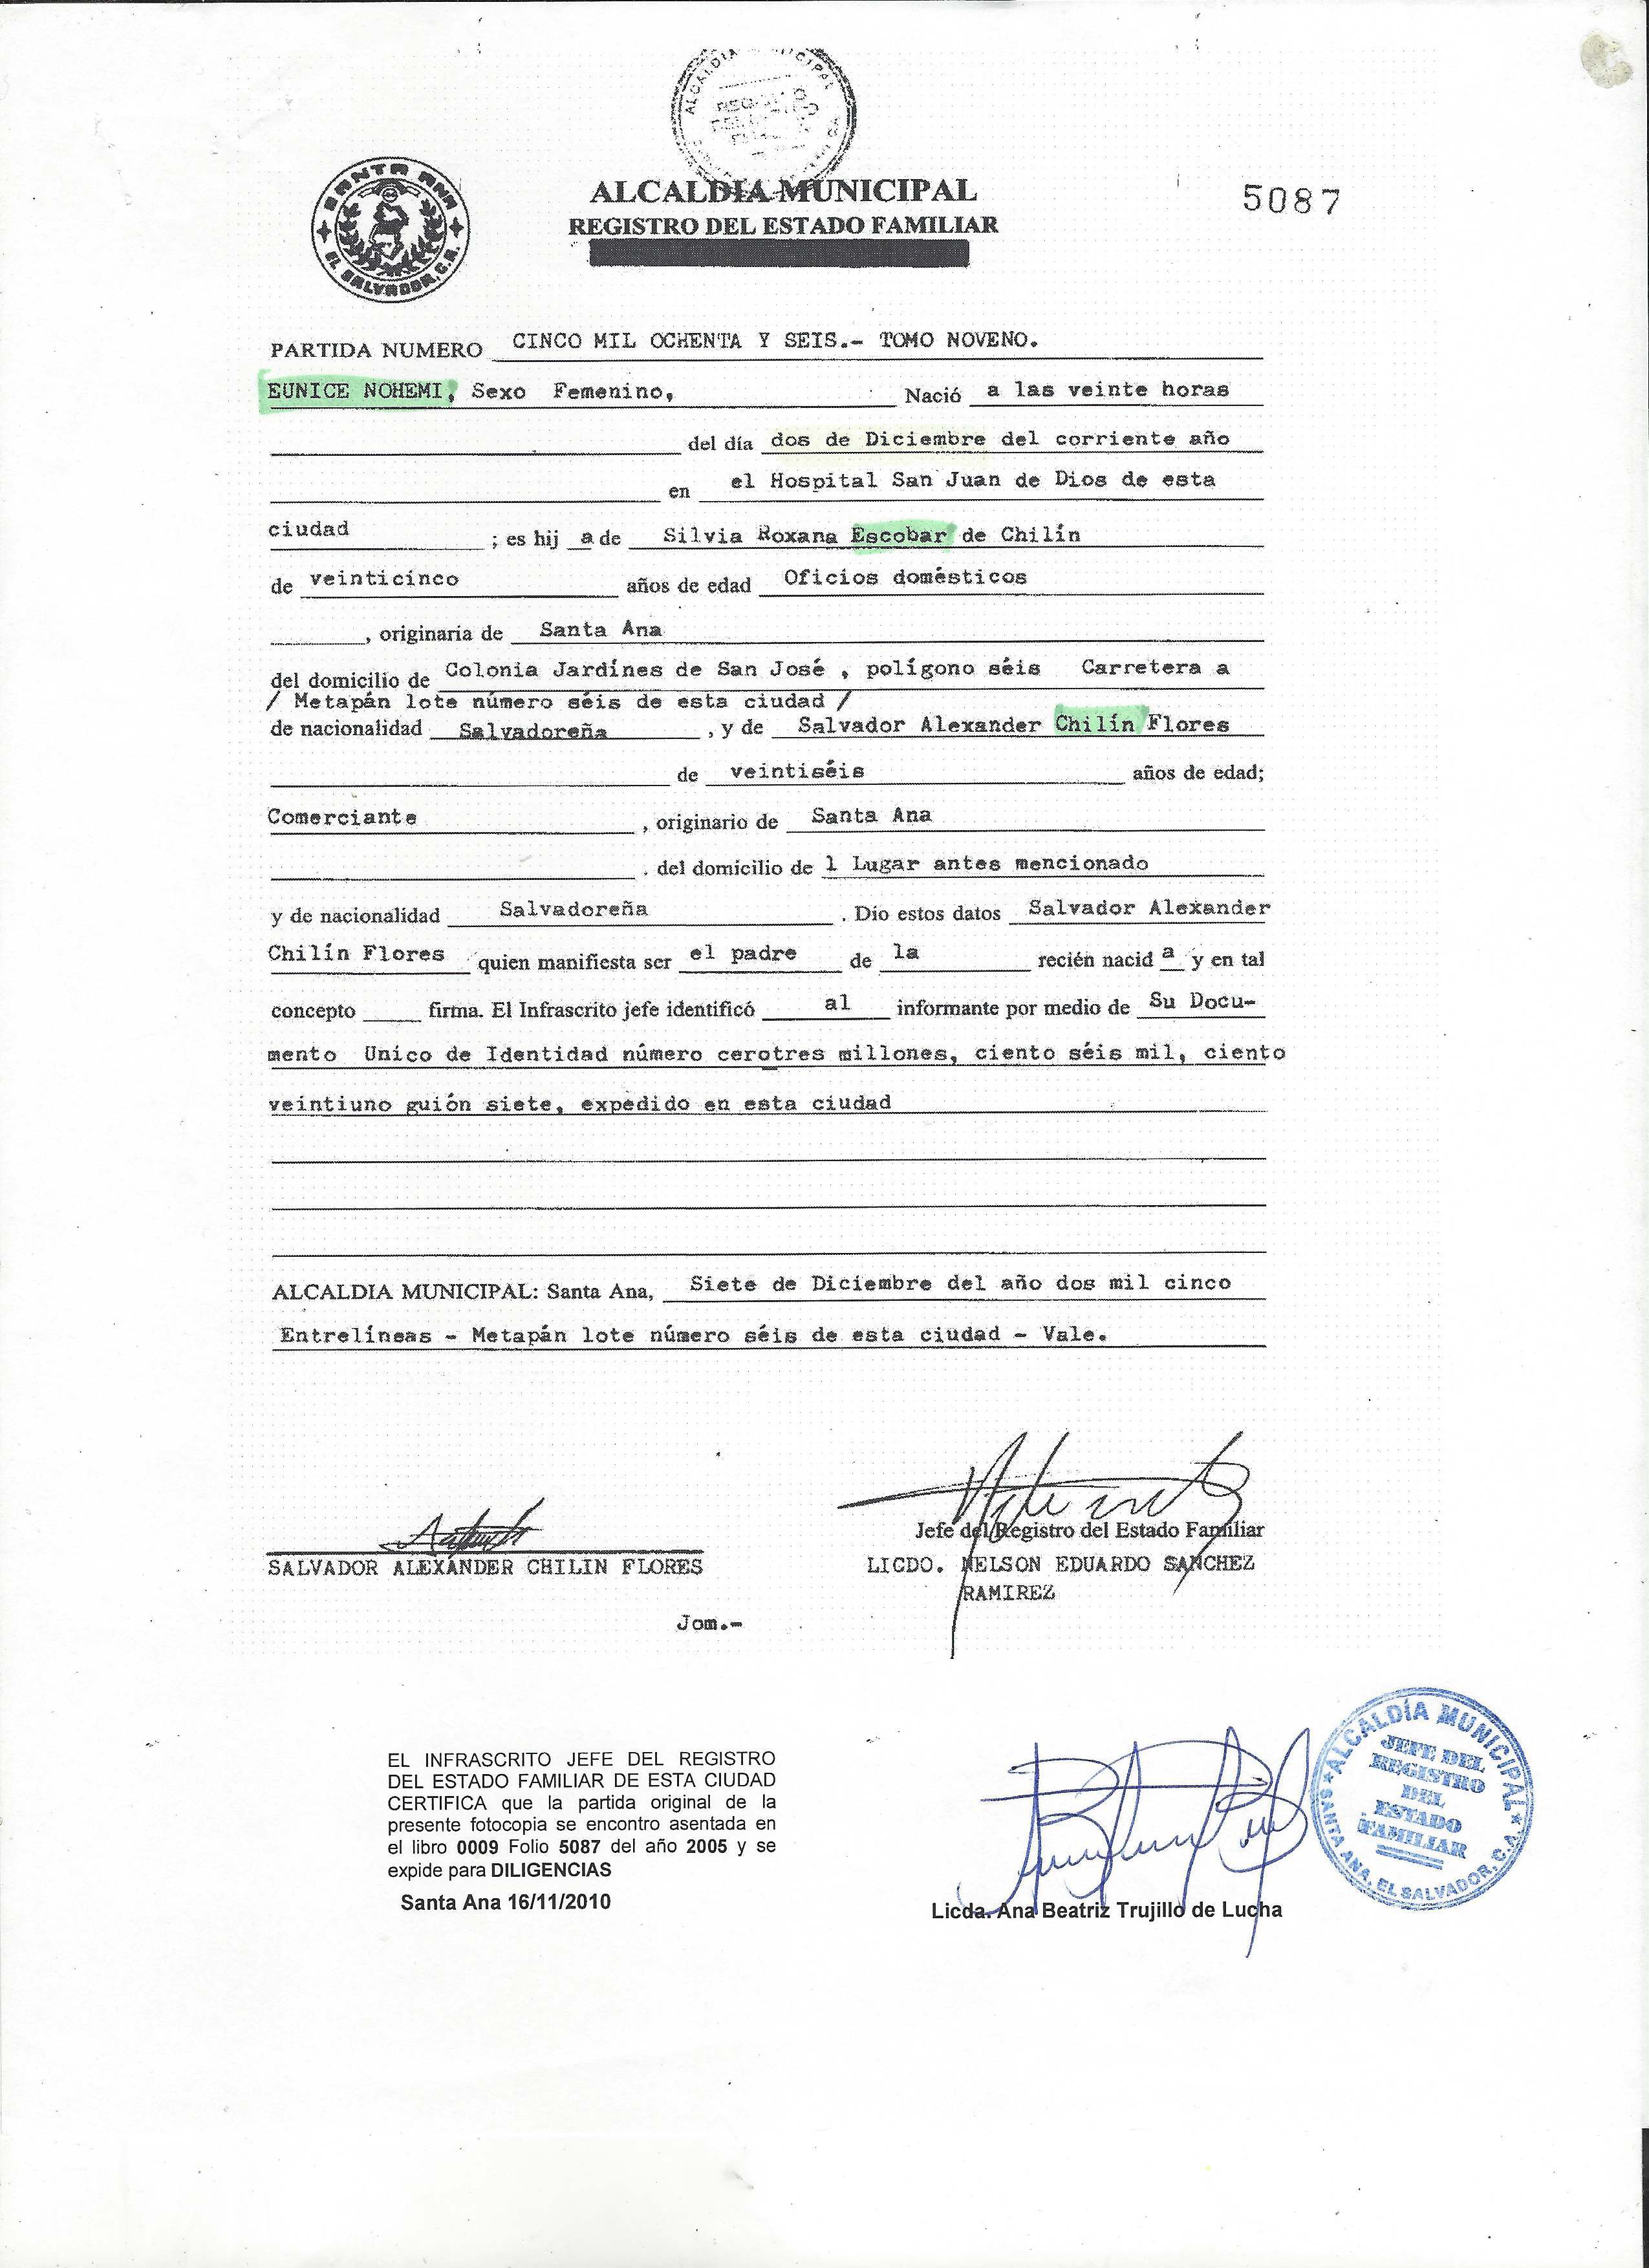 ALCALDIA MUNICIPAL
SANTA ANA
EL SALVADOR, C.A.
ALCALDIA MUNICIPAL
5087
REGISTRO DEL ESTADO FAMILIAR
PARTIDA NUMERO CINCO MIL OCHENTA Y SEIS.- TOMO NOVENO.
EUNICE NOHEMI, Sexo Femenino, Nació a las veinte horas
del día dos de Diciembre del corriente año
en el Hospital San Juan de Dios de esta
ciudad ; es hij a de Silvia Roxana Escobar de Chilín
de veinticinco años de edad Oficios domésticos
, originaria de Santa Ana
del domicilio de Colonia Jardínes de San José , polígono séis Carretera a
/ Metapán lote número séis de esta ciudad /
de nacionalidad Salvadoreña , y de Salvador Alexander Chilín Flores
de veintiséis años de edad;
Comerciante , originario de Santa Ana
. del domicilio de l Lugar antes mencionado
y de nacionalidad Salvadoreña . Dio estos datos Salvador Alexander
Chilín Flores quien manifiesta ser el padre de la recién nacid a y en tal
concepto firma. El Infrascrito jefe identificó al informante por medio de Su Docu-
mento Unico de Identidad número cerotres millones, ciento séis mil, ciento
veintiuno guión siete, expedido en esta ciudad
ALCALDIA MUNICIPAL: Santa Ana, Siete de Diciembre del año dos mil cinco
Entrelíneas - Metapán lote número séis de esta ciudad - Vale.
Jefe del Registro del Estado Familiar
SALVADOR ALEXANDER CHILIN FLORES
LICDO. NELSON EDUARDO SANCHEZ
RAMIREZ
Jom.-
EL INFRASCRITO JEFE DEL REGISTRO
DEL ESTADO FAMILIAR DE ESTA CIUDAD
CERTIFICA que la partida original de la
presente fotocopia se encontro asentada en
el libro 0009 Folio 5087 del año 2005 y se
expide para DILIGENCIAS
Santa Ana 16/11/2010
Licda. Ana Beatriz Trujillo de Lucha
ALCALDÍA MUNICIPAL
JEFE DEL
REGISTRO
DEL
ESTADO
FAMILIAR
SANTA ANA, EL SALVADOR, C.A.